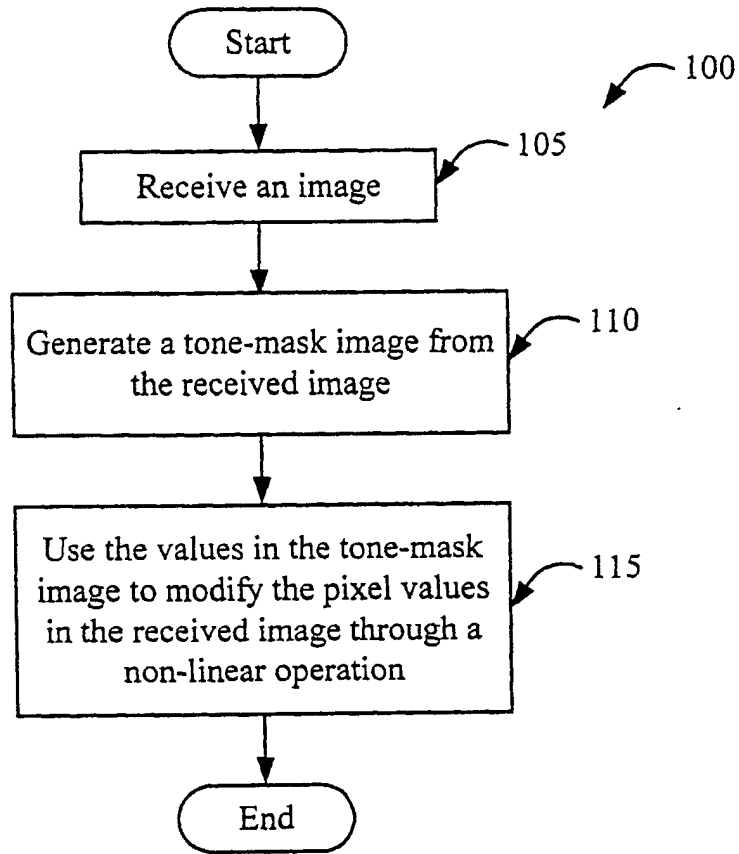 Start
100
105
Receive an image
110
Generate a tone-mask image from
the received image
Use the values in the tone-mask
115
image to modify the pixel values
in the received image through a
non-linear operation
End